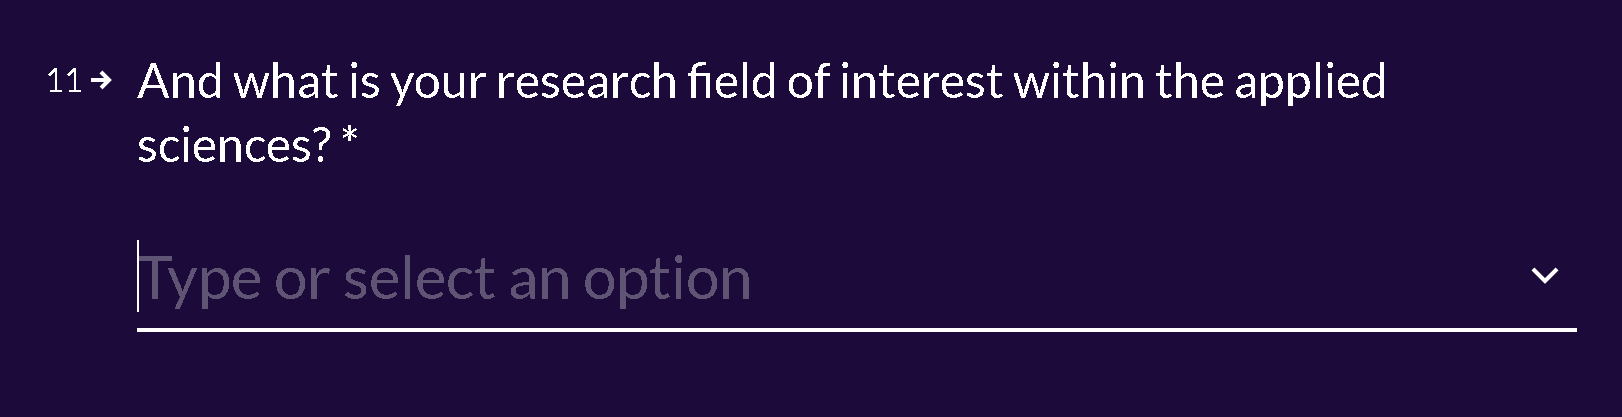 11 → And what is your research field of interest within the applied
sciences? *
Type or select an option